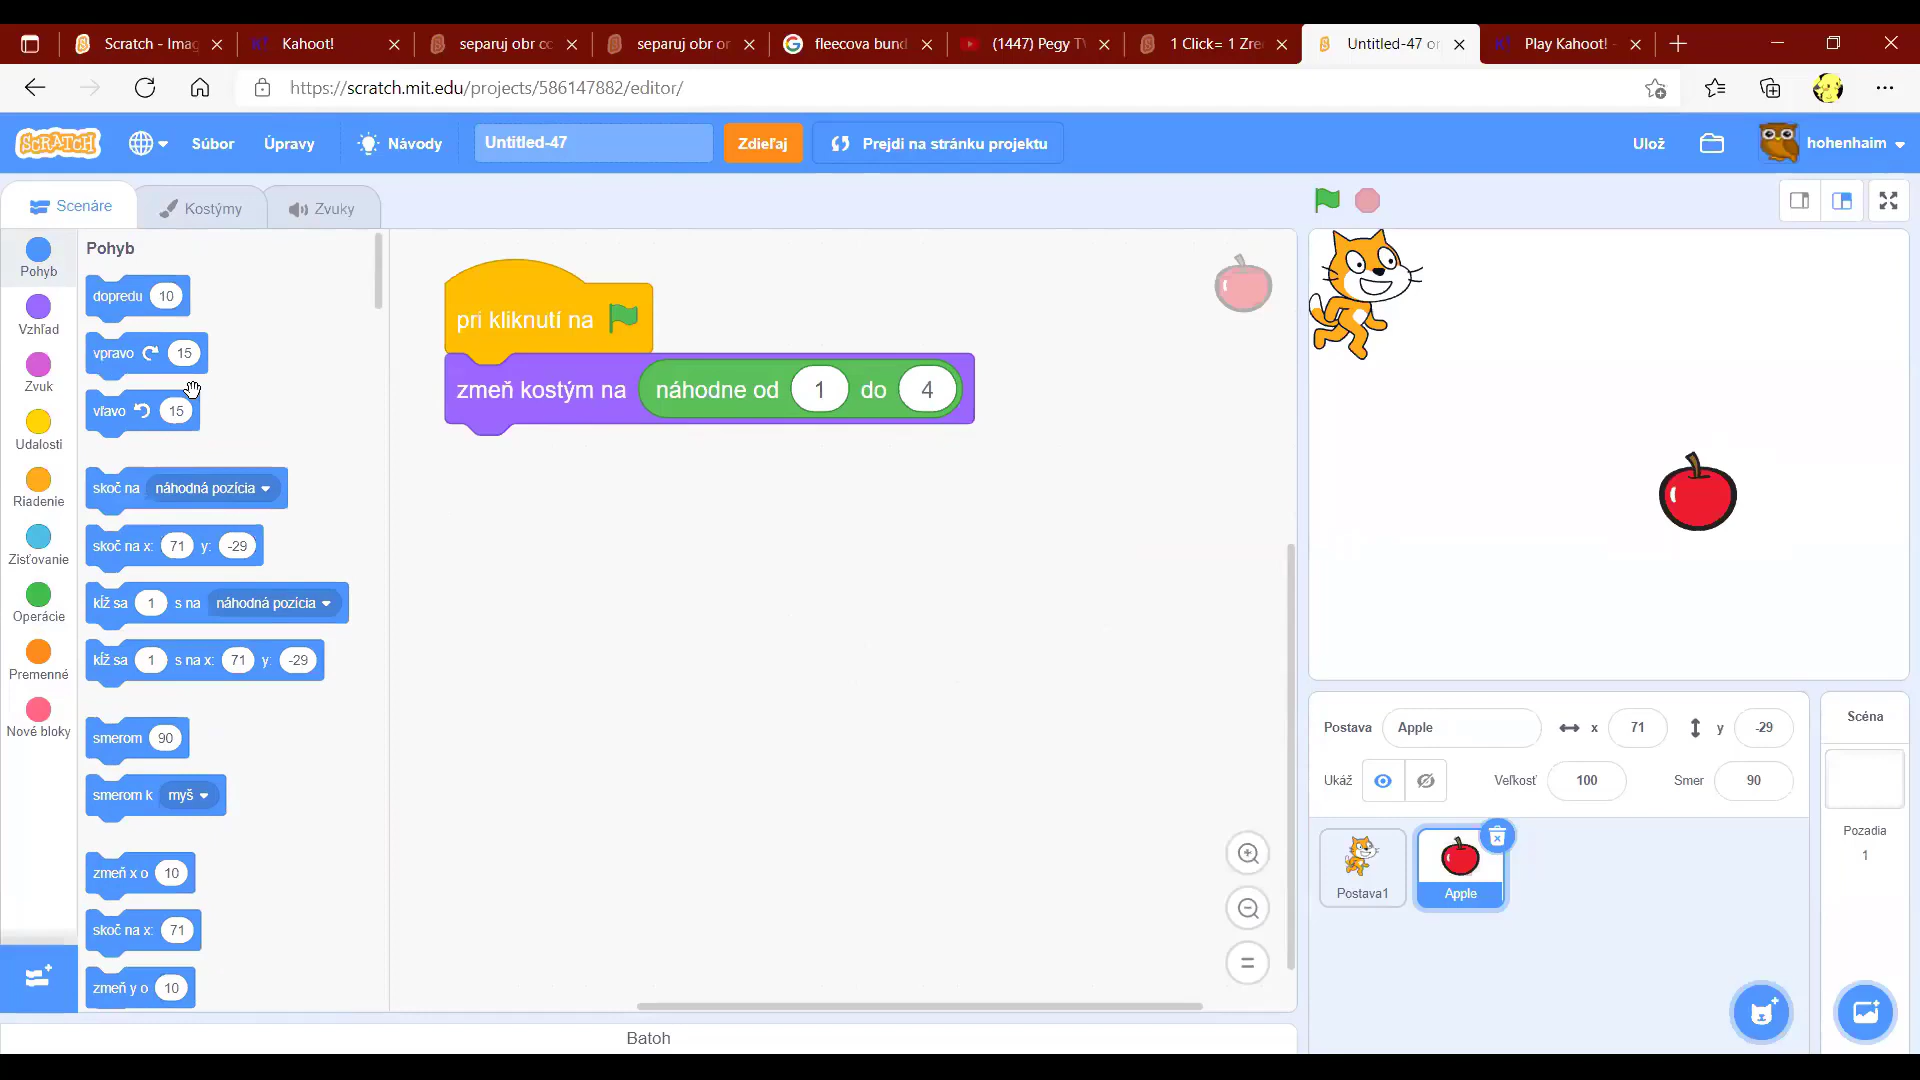 Scratch - Imag
Kahoot!
separuj obr co
separuj obr or
fleecova bund
(1447) Pegy TV
1 Click= 1 Zre
Untitled-47 or
Play Kahoot! -
https://scratch.mit.edu/projects/586147882/editor/
SCRATCH
Súbor
Úpravy
Návody
Untitled-47
Zdieľaj
Prejdi na stránku projektu
Ulož
hohenhaim
Scenáre
Kostýmy
Zvuky
Pohyb
Vzhľad
Zvuk
Udalosti
Riadenie
Zisťovanie
Operácie
Premenné
Nové bloky
Pohyb
dopredu 10
vpravo 15
vľavo 15
skoč na náhodná pozícia
skoč na x: 71 y: -29
kĺž sa 1 s na náhodná pozícia
kĺž sa 1 s na x: 71 y: -29
smerom 90
smerom k myš
zmeň x o 10
skoč na x: 71
zmeň y o 10
pri kliknutí na
zmeň kostým na náhodne od 1 do 4
Postava Apple x 71 y -29
Ukáž Veľkosť 100 Smer 90
Postava1
Apple
Scéna
Pozadia
1
Batoh